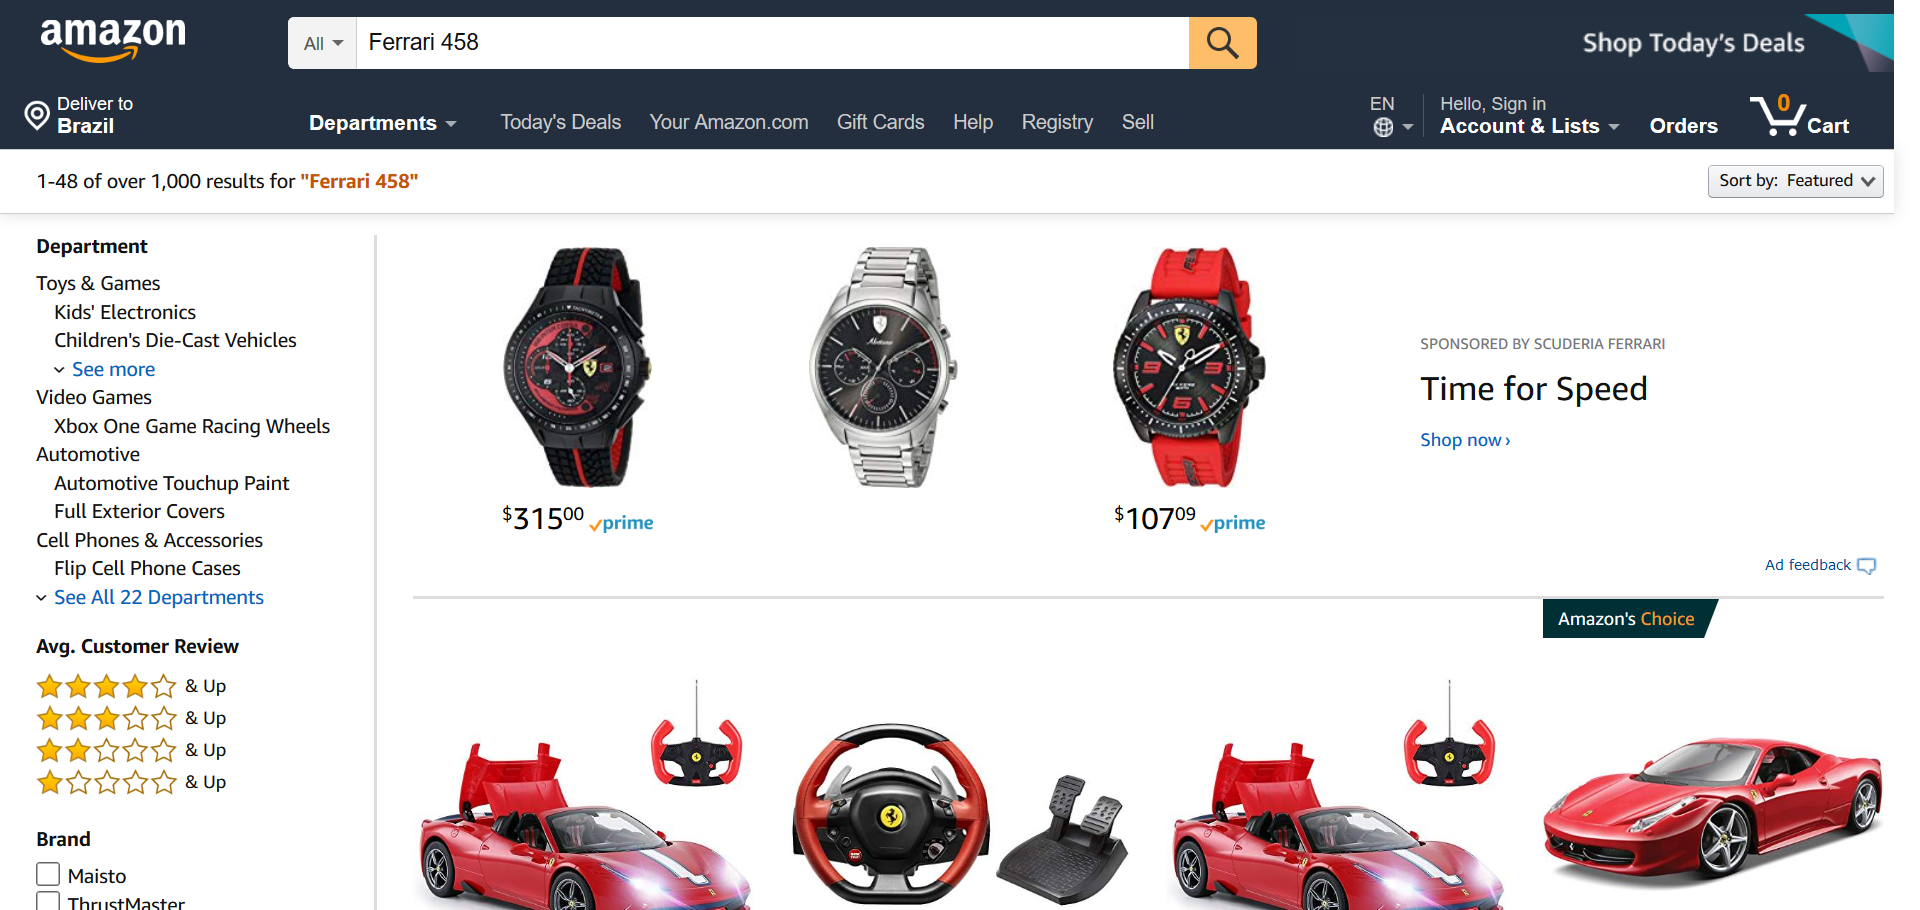 amazon
All
Ferrari 458
Shop Today's Deals
Deliver to
Brazil
Departments
Today's Deals
Your Amazon.com
Gift Cards
Help
Registry
Sell
EN
Hello, Sign in
Account & Lists
Orders
0
Cart
1-48 of over 1,000 results for "Ferrari 458"
Sort by: Featured
Department
Toys & Games
Kids' Electronics
Children's Die-Cast Vehicles
See more
Video Games
Xbox One Game Racing Wheels
Automotive
Automotive Touchup Paint
Full Exterior Covers
Cell Phones & Accessories
Flip Cell Phone Cases
See All 22 Departments
Avg. Customer Review
& Up
& Up
& Up
& Up
Brand
Maisto
ThrustMaster
$31500 prime
$10709 prime
SPONSORED BY SCUDERIA FERRARI
Time for Speed
Shop now ›
Ad feedback
Amazon's Choice